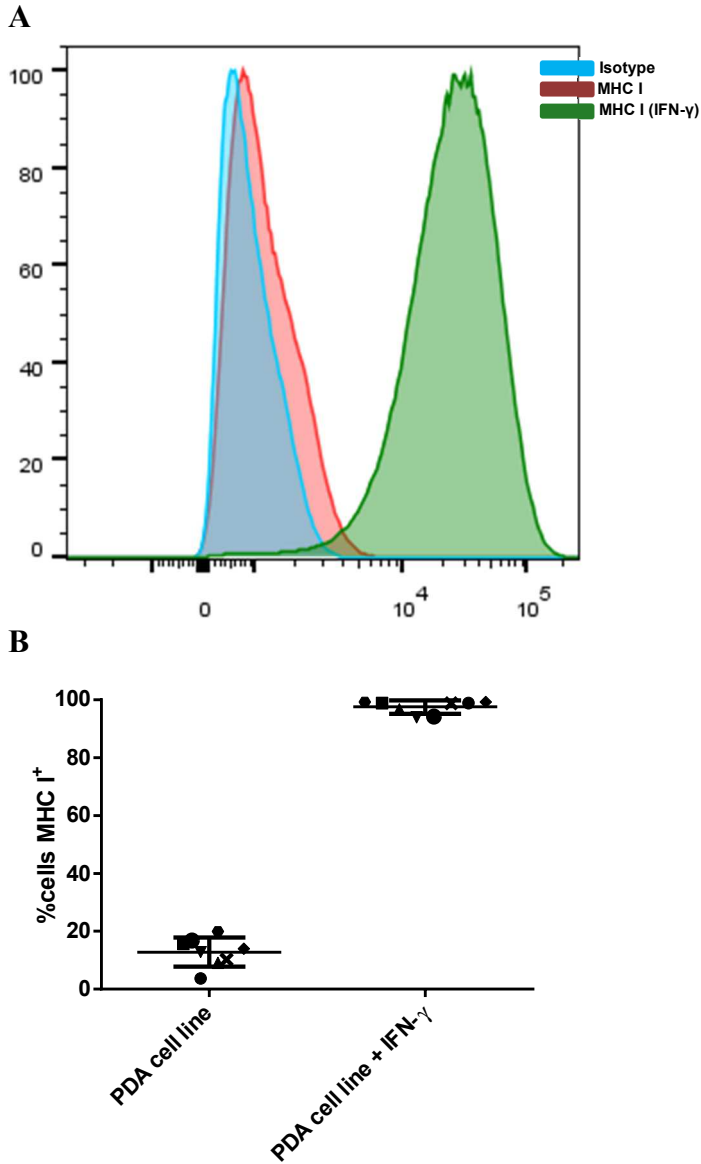 A
100
80
60
40
20
0
0
10^4
10^5
Isotype
MHC I
MHC I (IFN-γ)
B
%cells MHC I⁺
100
80
60
40
20
0
PDA cell line
PDA cell line + IFN-γ